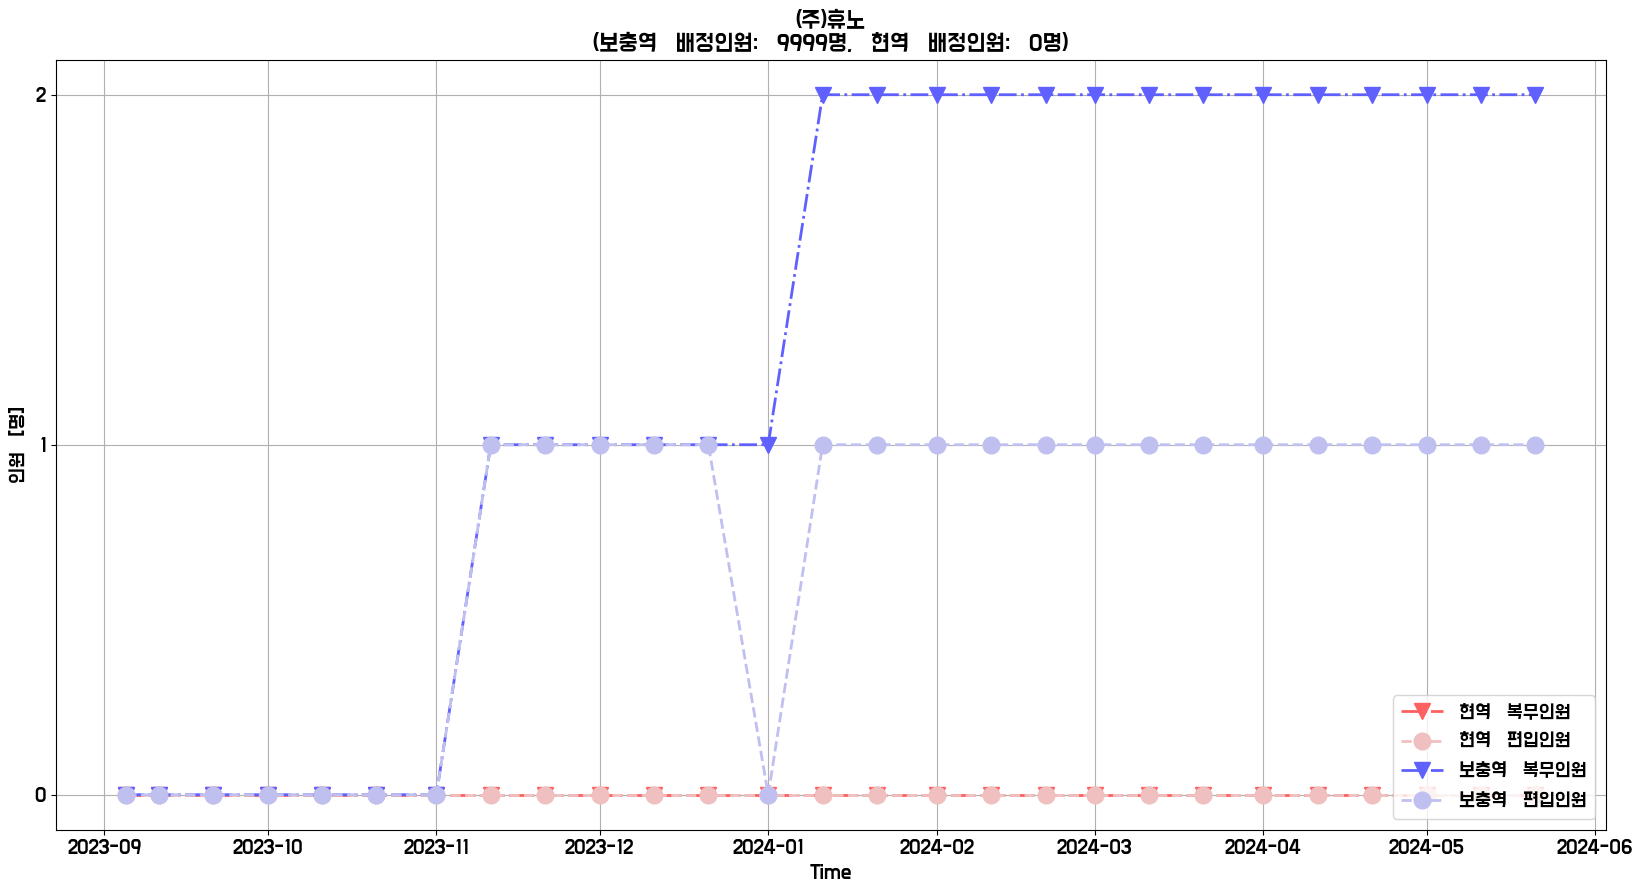 (주)휴노
(보충역 배정인원: 9999명, 현역 배정인원: 0명)
인원 [명]
2
1
0
현역 복무인원
현역 편입인원
보충역 복무인원
보충역 편입인원
2023-09 2023-10 2023-11 2023-12 2024-01 2024-02 2024-03 2024-04 2024-05 2024-06
Time